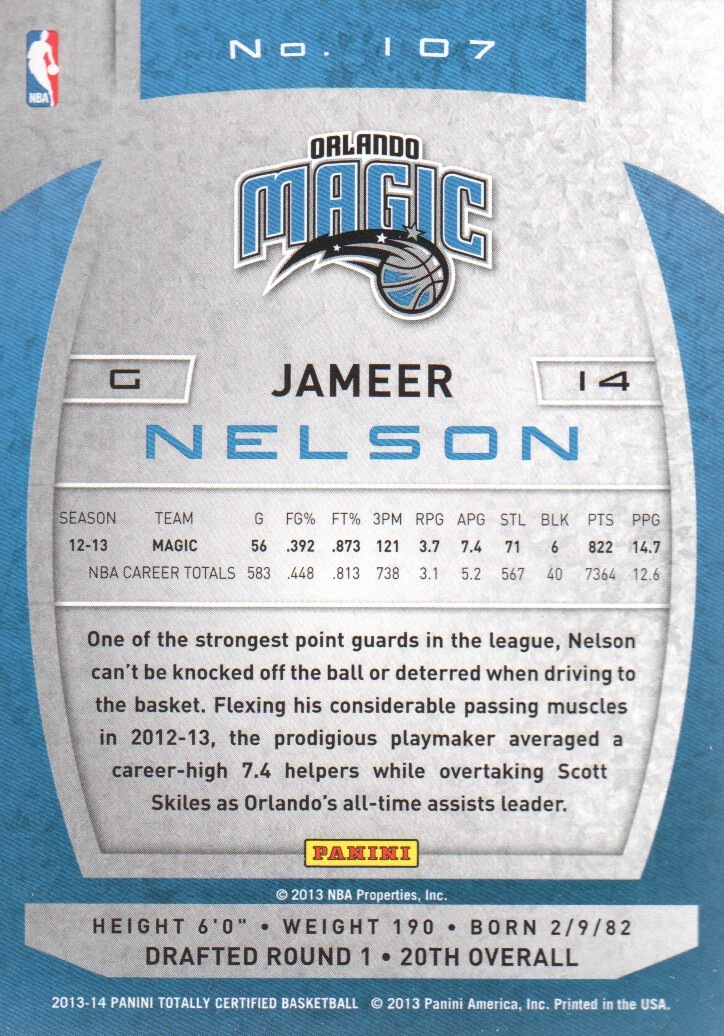 No. 107
NBA
ORLANDO
MAGIC
G JAMEER 14
NELSON
SEASON TEAM G FG% FT% 3PM RPG APG STL BLK PTS PPG
12-13 MAGIC 56 .392 .873 121 3.7 7.4 71 6 822 14.7
NBA CAREER TOTALS 583 .448 .813 738 3.1 5.2 567 40 7364 12.6
One of the strongest point guards in the league, Nelson
can't be knocked off the ball or deterred when driving to
the basket. Flexing his considerable passing muscles
in 2012-13, the prodigious playmaker averaged a
career-high 7.4 helpers while overtaking Scott
Skiles as Orlando's all-time assists leader.
PANINI
© 2013 NBA Properties, Inc.
HEIGHT 6'0" • WEIGHT 190 • BORN 2/9/82
DRAFTED ROUND 1 • 20TH OVERALL
2013-14 PANINI TOTALLY CERTIFIED BASKETBALL © 2013 Panini America, Inc. Printed in the USA.